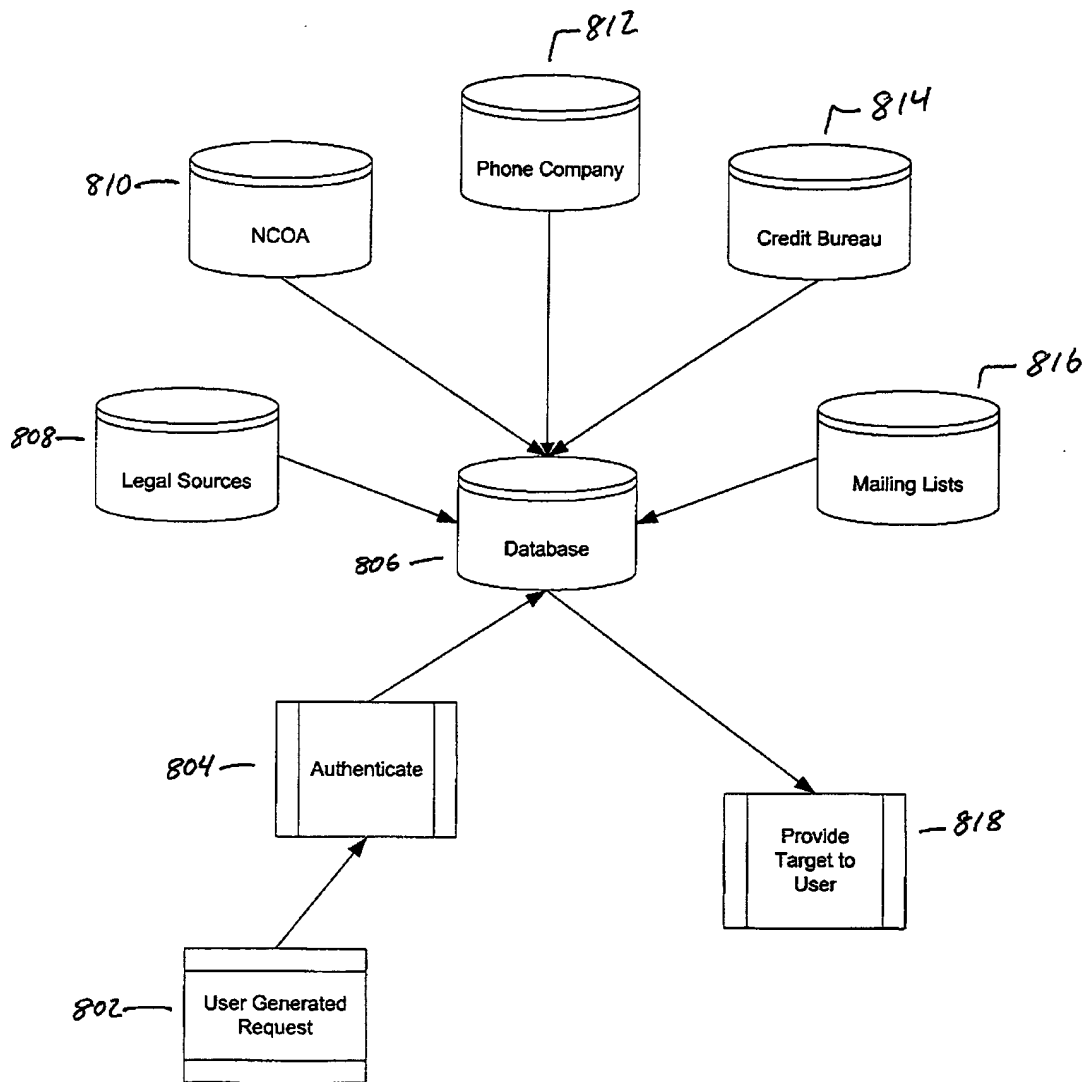 812
814
810
Phone Company
NCOA
Credit Bureau
816
808
Legal Sources
Mailing Lists
Database
806
804
Authenticate
818
Provide
Target to
User
802
User Generated
Request